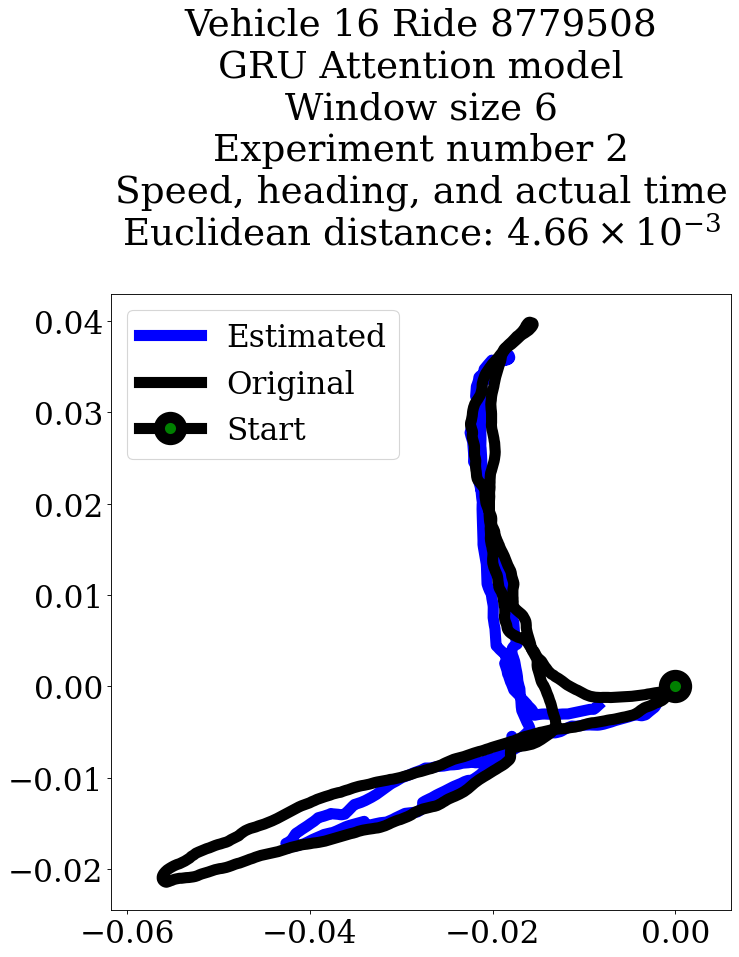 Vehicle 16 Ride 8779508
GRU Attention model
Window size 6
Experiment number 2
Speed, heading, and actual time
Euclidean distance: 4.66 × 10⁻³
Estimated
Original
Start
0.04
0.03
0.02
0.01
0.00
−0.01
−0.02
−0.06
−0.04
−0.02
0.00